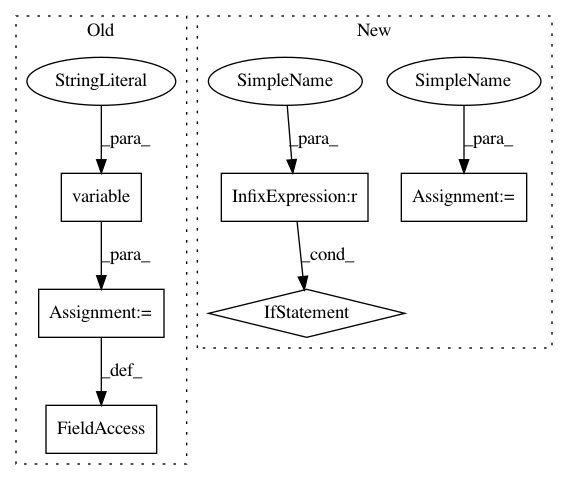 Old
StringLiteral
_para_
variable
_para_
Assignment:=
_def_
FieldAccess
New
SimpleName
SimpleName
_para_
_para_
InfixExpression:r
Assignment:=
_cond_
IfStatement